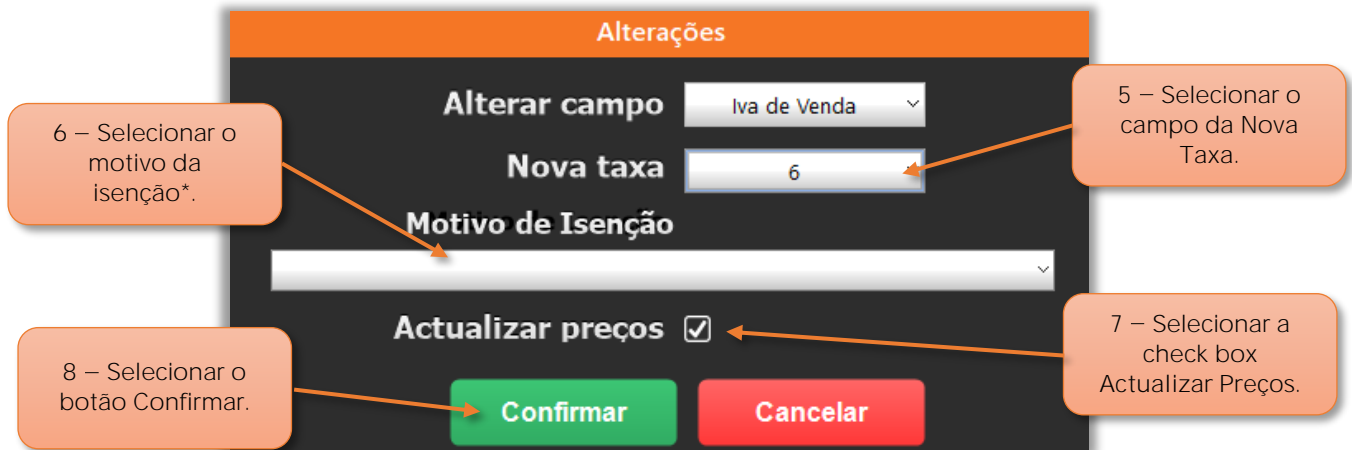 Alterações
Alterar campo
Iva de Venda
5 – Selecionar o
campo da Nova
Taxa.
6 – Selecionar o
motivo da
isenção*.
Nova taxa
6
Motivo de Isenção
Actualizar preços
7 – Selecionar a
check box
Actualizar Preços.
8 – Selecionar o
botão Confirmar.
Confirmar
Cancelar